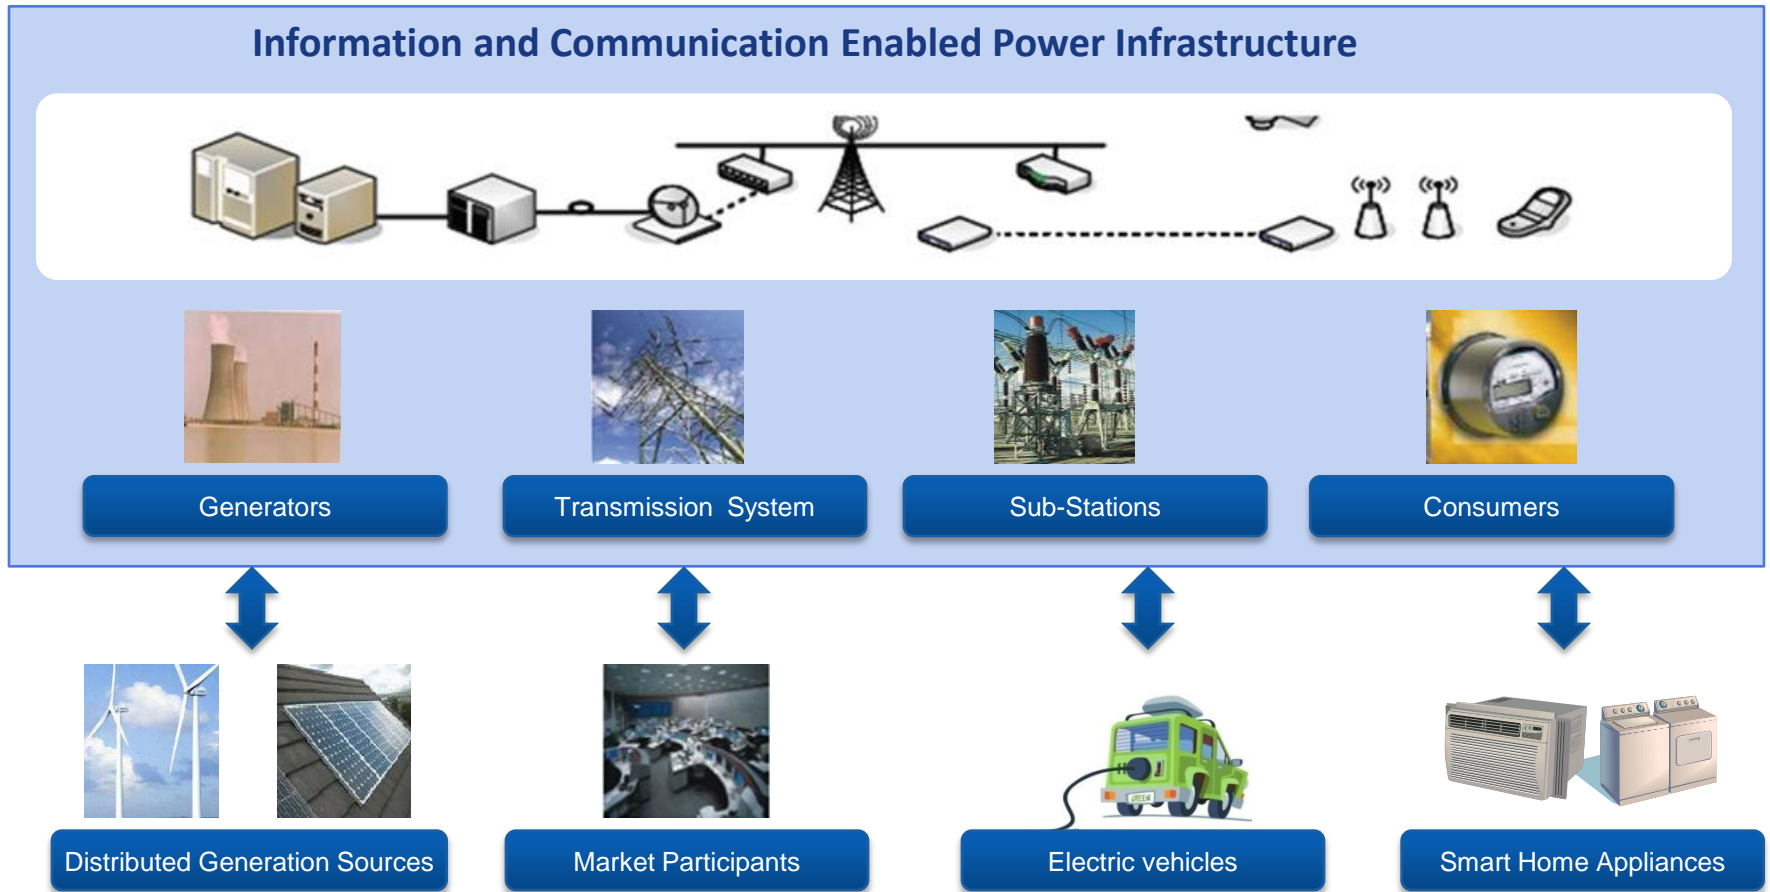 Information and Communication Enabled Power Infrastructure
Generators
Transmission System
Sub-Stations
Consumers
GREEN
Distributed Generation Sources
Market Participants
Electric vehicles
Smart Home Appliances